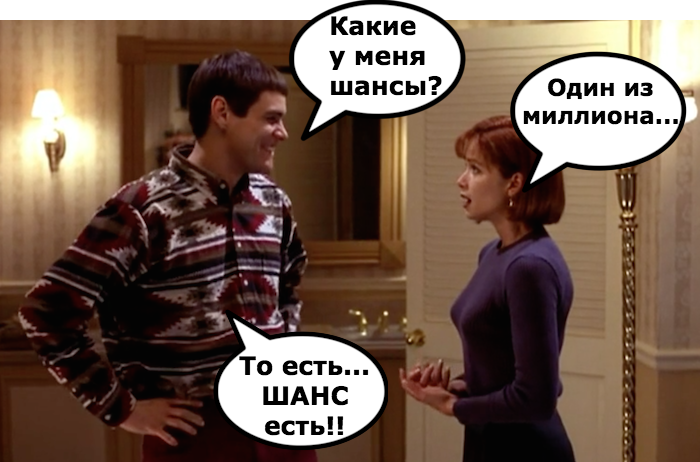 Какие
у меня
шансы?
Один из
миллиона...
То есть...
ШАНС
есть!!